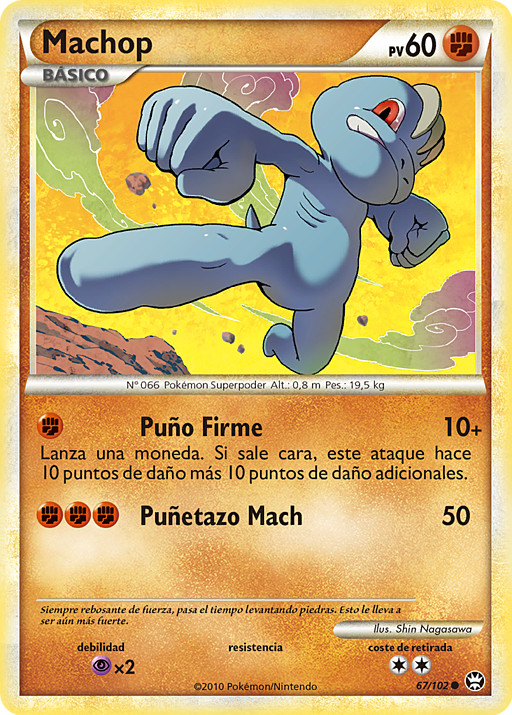 Machop
PV 60
BÁSICO
Nº 066 Pokémon Superpoder Alt.: 0,8 m Pes.: 19,5 kg
Puño Firme 10+
Lanza una moneda. Si sale cara, este ataque hace
10 puntos de daño más 10 puntos de daño adicionales.
Puñetazo Mach 50
Siempre rebosante de fuerza, pasa el tiempo levantando piedras. Esto le lleva a
ser aún más fuerte.
Ilus. Shin Nagasawa
debilidad resistencia coste de retirada
×2
67/102
©2010 Pokémon/Nintendo